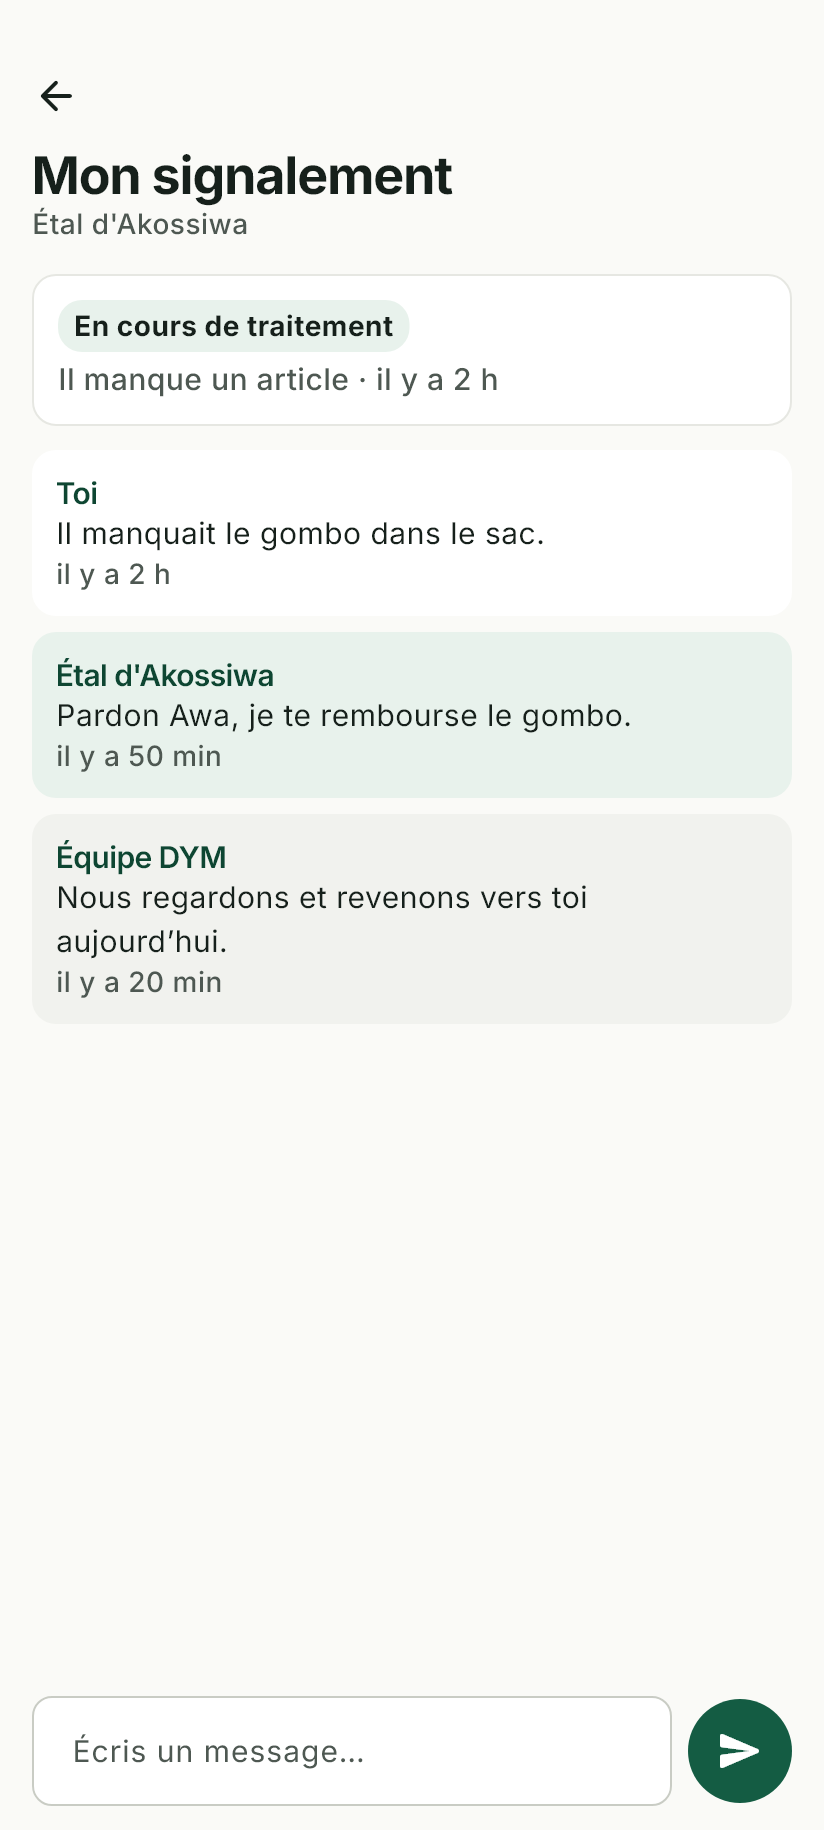 Mon signalement
Étal d'Akossiwa
En cours de traitement
Il manque un article · il y a 2 h
Toi
Il manquait le gombo dans le sac.
il y a 2 h
Étal d'Akossiwa
Pardon Awa, je te rembourse le gombo.
il y a 50 min
Équipe DYM
Nous regardons et revenons vers toi
aujourd’hui.
il y a 20 min
Écris un message…